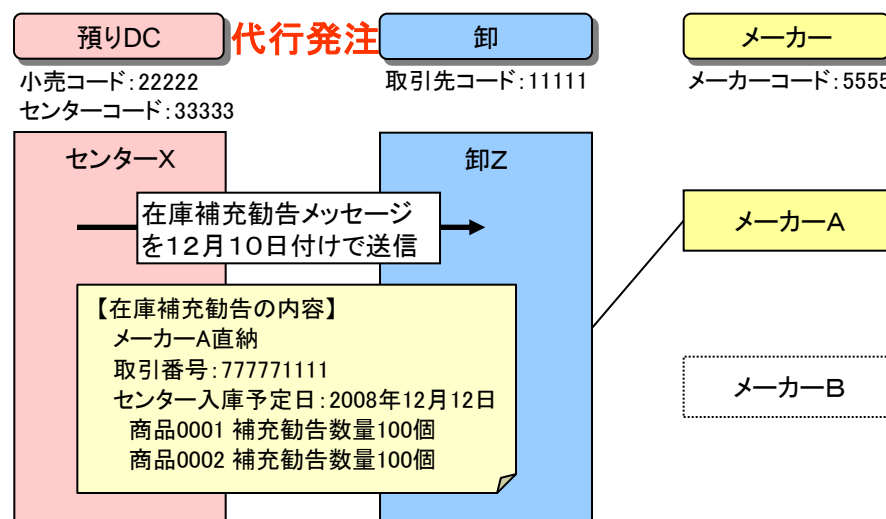 預りDC
代行発注
卸
メーカー
小売コード:22222
センターコード:33333
取引先コード:11111
メーカーコード:5555
センターX
卸Z
在庫補充勧告メッセージ
を12月10日付けで送信
メーカーA
【在庫補充勧告の内容】
メーカーA直納
取引番号:777771111
センター入庫予定日:2008年12月12日
商品0001 補充勧告数量100個
商品0002 補充勧告数量100個
メーカーB